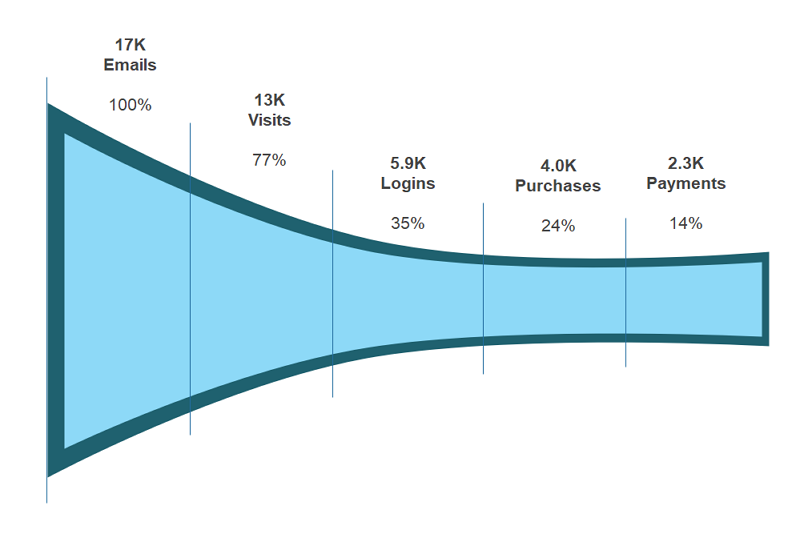 17K
Emails
100%
13K
Visits
77%
5.9K
Logins
35%
4.0K
Purchases
24%
2.3K
Payments
14%